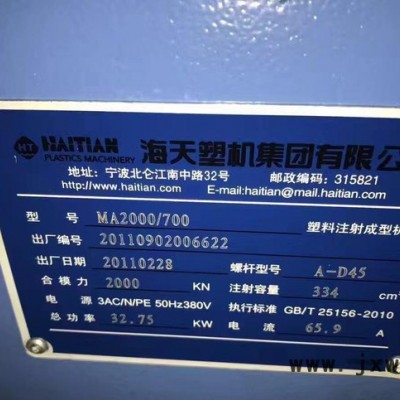 HT HAITIAN 海天塑机集团有限公
PLASTICS MACHINERY
地址：宁波北仑江南中路32号 邮政编码：315821
http://www.haitian.com E-mail:haitian@mail.haitian.com
型号 MA2000/700 塑料注射成型机
出厂编号 20110902006622
出厂日期 20110228 螺杆型号 A-D45
合模力 2000 KN 注射容量 334 cm³
电源 3AC/N/PE 50Hz380V 执行标准 GB/T 25156-2010
总功率 32.75 KW 电流 65.9 A
www.jxw